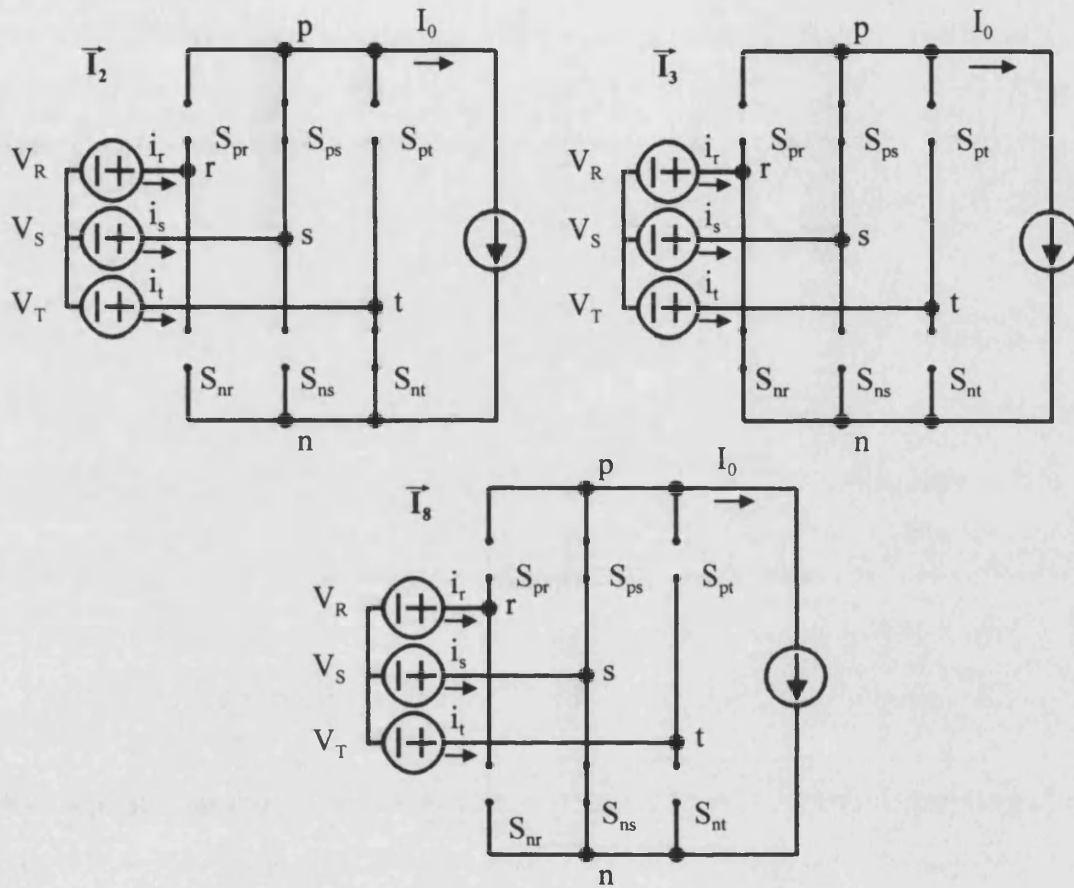 p
I₀
I₂
V_R
i_r
r
S_pr
S_ps
S_pt
V_S
i_s
s
V_T
i_t
t
S_nr
S_ns
S_nt
n
p
I₀
I₃
V_R
i_r
r
S_pr
S_ps
S_pt
V_S
i_s
s
V_T
i_t
t
S_nr
S_ns
S_nt
n
p
I₀
I₈
V_R
i_r
r
S_pr
S_ps
S_pt
V_S
i_s
s
V_T
i_t
t
S_nr
S_ns
S_nt
n